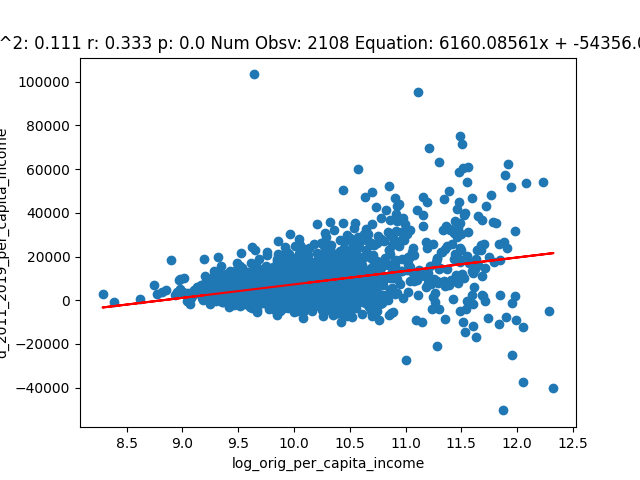 ^2: 0.111 r: 0.333 p: 0.0 Num Obsv: 2108 Equation: 6160.08561x + -54356.0
100000
80000
60000
40000
20000
0
−20000
−40000
d_2011_2019_per_capita_income
8.5 9.0 9.5 10.0 10.5 11.0 11.5 12.0 12.5
log_orig_per_capita_income